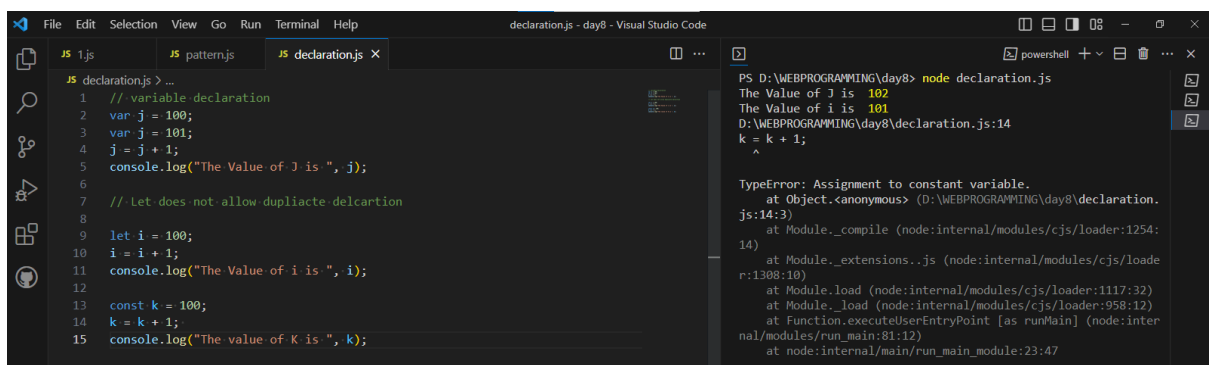 File Edit Selection View Go Run Terminal Help
declaration.js - day8 - Visual Studio Code
JS 1.js
JS pattern.js
JS declaration.js
JS declaration.js > ...
1 // variable declaration
2 var j = 100;
3 var j = 101;
4 j = j + 1;
5 console.log("The Value of J is ", j);
6
7 // Let does not allow dupliacte delcartion
8
9 let i = 100;
10 i = i + 1;
11 console.log("The Value of i is ", i);
12
13 const k = 100;
14 k = k + 1;
15 console.log("The value of K is ", k);
powershell
PS D:\WEBPROGRAMMING\day8> node declaration.js
The Value of J is  102
The Value of i is  101
D:\WEBPROGRAMMING\day8\declaration.js:14
k = k + 1;
^
TypeError: Assignment to constant variable.
at Object.<anonymous> (D:\WEBPROGRAMMING\day8\declaration.
js:14:3)
at Module._compile (node:internal/modules/cjs/loader:1254:
14)
at Module._extensions..js (node:internal/modules/cjs/loade
r:1308:10)
at Module.load (node:internal/modules/cjs/loader:1117:32)
at Module._load (node:internal/modules/cjs/loader:958:12)
at Function.executeUserEntryPoint [as runMain] (node:inter
nal/modules/run_main:81:12)
at node:internal/main/run_main_module:23:47